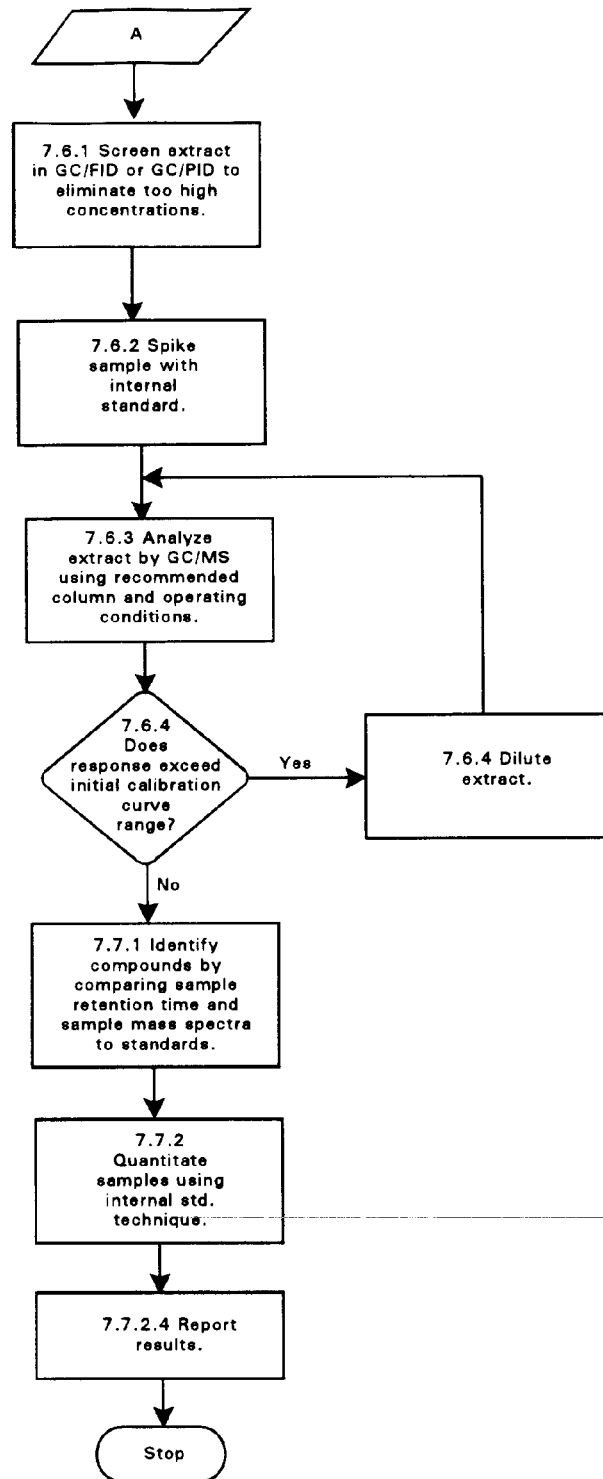 A
7.6.1 Screen extract
in GC/FID or GC/PID to
eliminate too high
concentrations.
7.6.2 Spike
sample with
internal
standard.
7.6.3 Analyze
extract by GC/MS
using recommended
column and operating
conditions.
7.6.4
Does
response exceed
initial calibration
curve
range?
Yes
7.6.4 Dilute
extract.
No
7.7.1 Identify
compounds by
comparing sample
retention time and
sample mass spectra
to standards.
7.7.2
Quantitate
samples using
internal std.
technique.
7.7.2.4 Report
results.
Stop